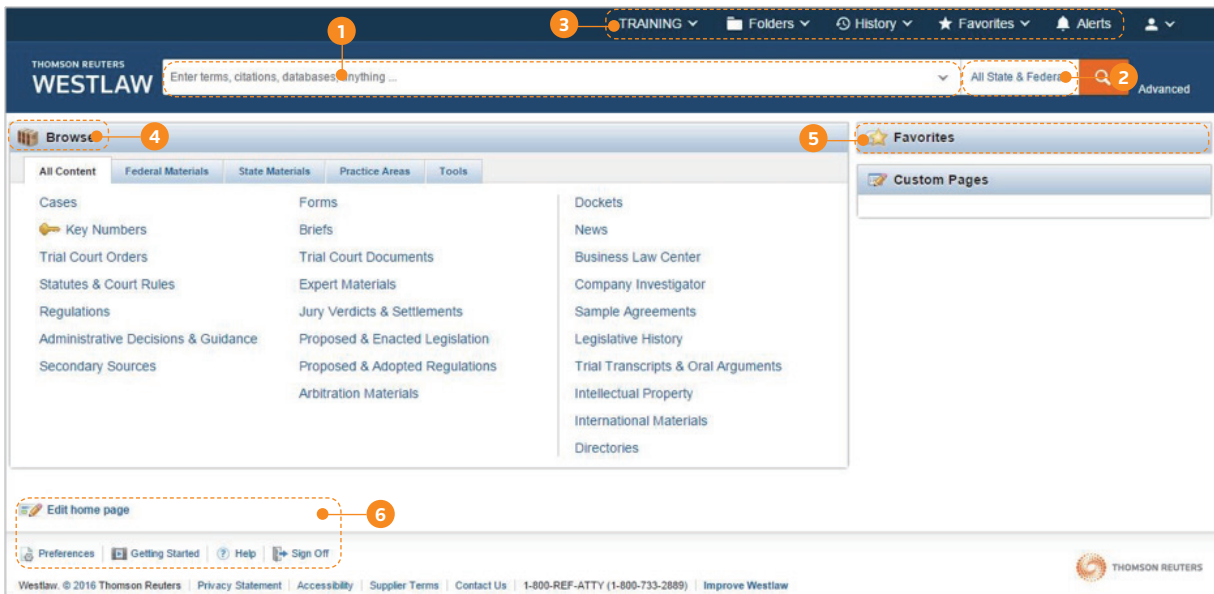 TRAINING Folders History Favorites Alerts
3
1
THOMSON REUTERS
WESTLAW
Enter terms, citations, databases, anything ...
All State & Federal
2
Advanced
Browse
4
5
Favorites
All Content Federal Materials State Materials Practice Areas Tools
Custom Pages
Cases Forms Dockets
Key Numbers Briefs News
Trial Court Orders Trial Court Documents Business Law Center
Statutes & Court Rules Expert Materials Company Investigator
Regulations Jury Verdicts & Settlements Sample Agreements
Administrative Decisions & Guidance Proposed & Enacted Legislation Legislative History
Secondary Sources Proposed & Adopted Regulations Trial Transcripts & Oral Arguments
Arbitration Materials Intellectual Property
International Materials
Directories
Edit home page
6
Preferences Getting Started ? Help Sign Off
THOMSON REUTERS
Westlaw. © 2016 Thomson Reuters Privacy Statement Accessibility Supplier Terms Contact Us 1-800-REF-ATTY (1-800-733-2889) Improve Westlaw